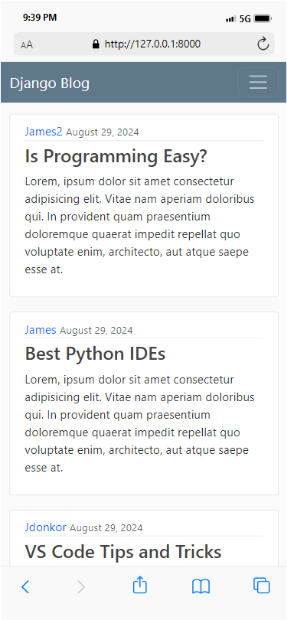 9:39 PM
5G
AA
http://127.0.0.1:8000
Django Blog
James2 August 29, 2024
Is Programming Easy?
Lorem, ipsum dolor sit amet consectetur
adipisicing elit. Vitae nam aperiam doloribus
qui. In provident quam praesentium
doloremque quaerat impedit repellat quo
voluptate enim, architecto, aut atque saepe
esse at.
James August 29, 2024
Best Python IDEs
Lorem, ipsum dolor sit amet consectetur
adipisicing elit. Vitae nam aperiam doloribus
qui. In provident quam praesentium
doloremque quaerat impedit repellat quo
voluptate enim, architecto, aut atque saepe
esse at.
Jdonkor August 29, 2024
VS Code Tips and Tricks